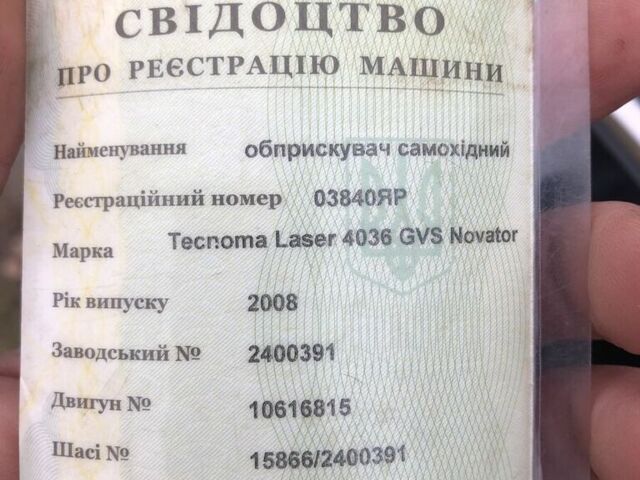 СВІДОЦТВО
ПРО РЕЄСТРАЦІЮ МАШИНИ
Найменування обприскувач самохідний
Реєстраційний номер 03840ЯР
Марка Tecnoma Laser 4036 GVS Novator
Рік випуску 2008
Заводський № 2400391
Двигун № 10616815
Шасі № 15866/2400391